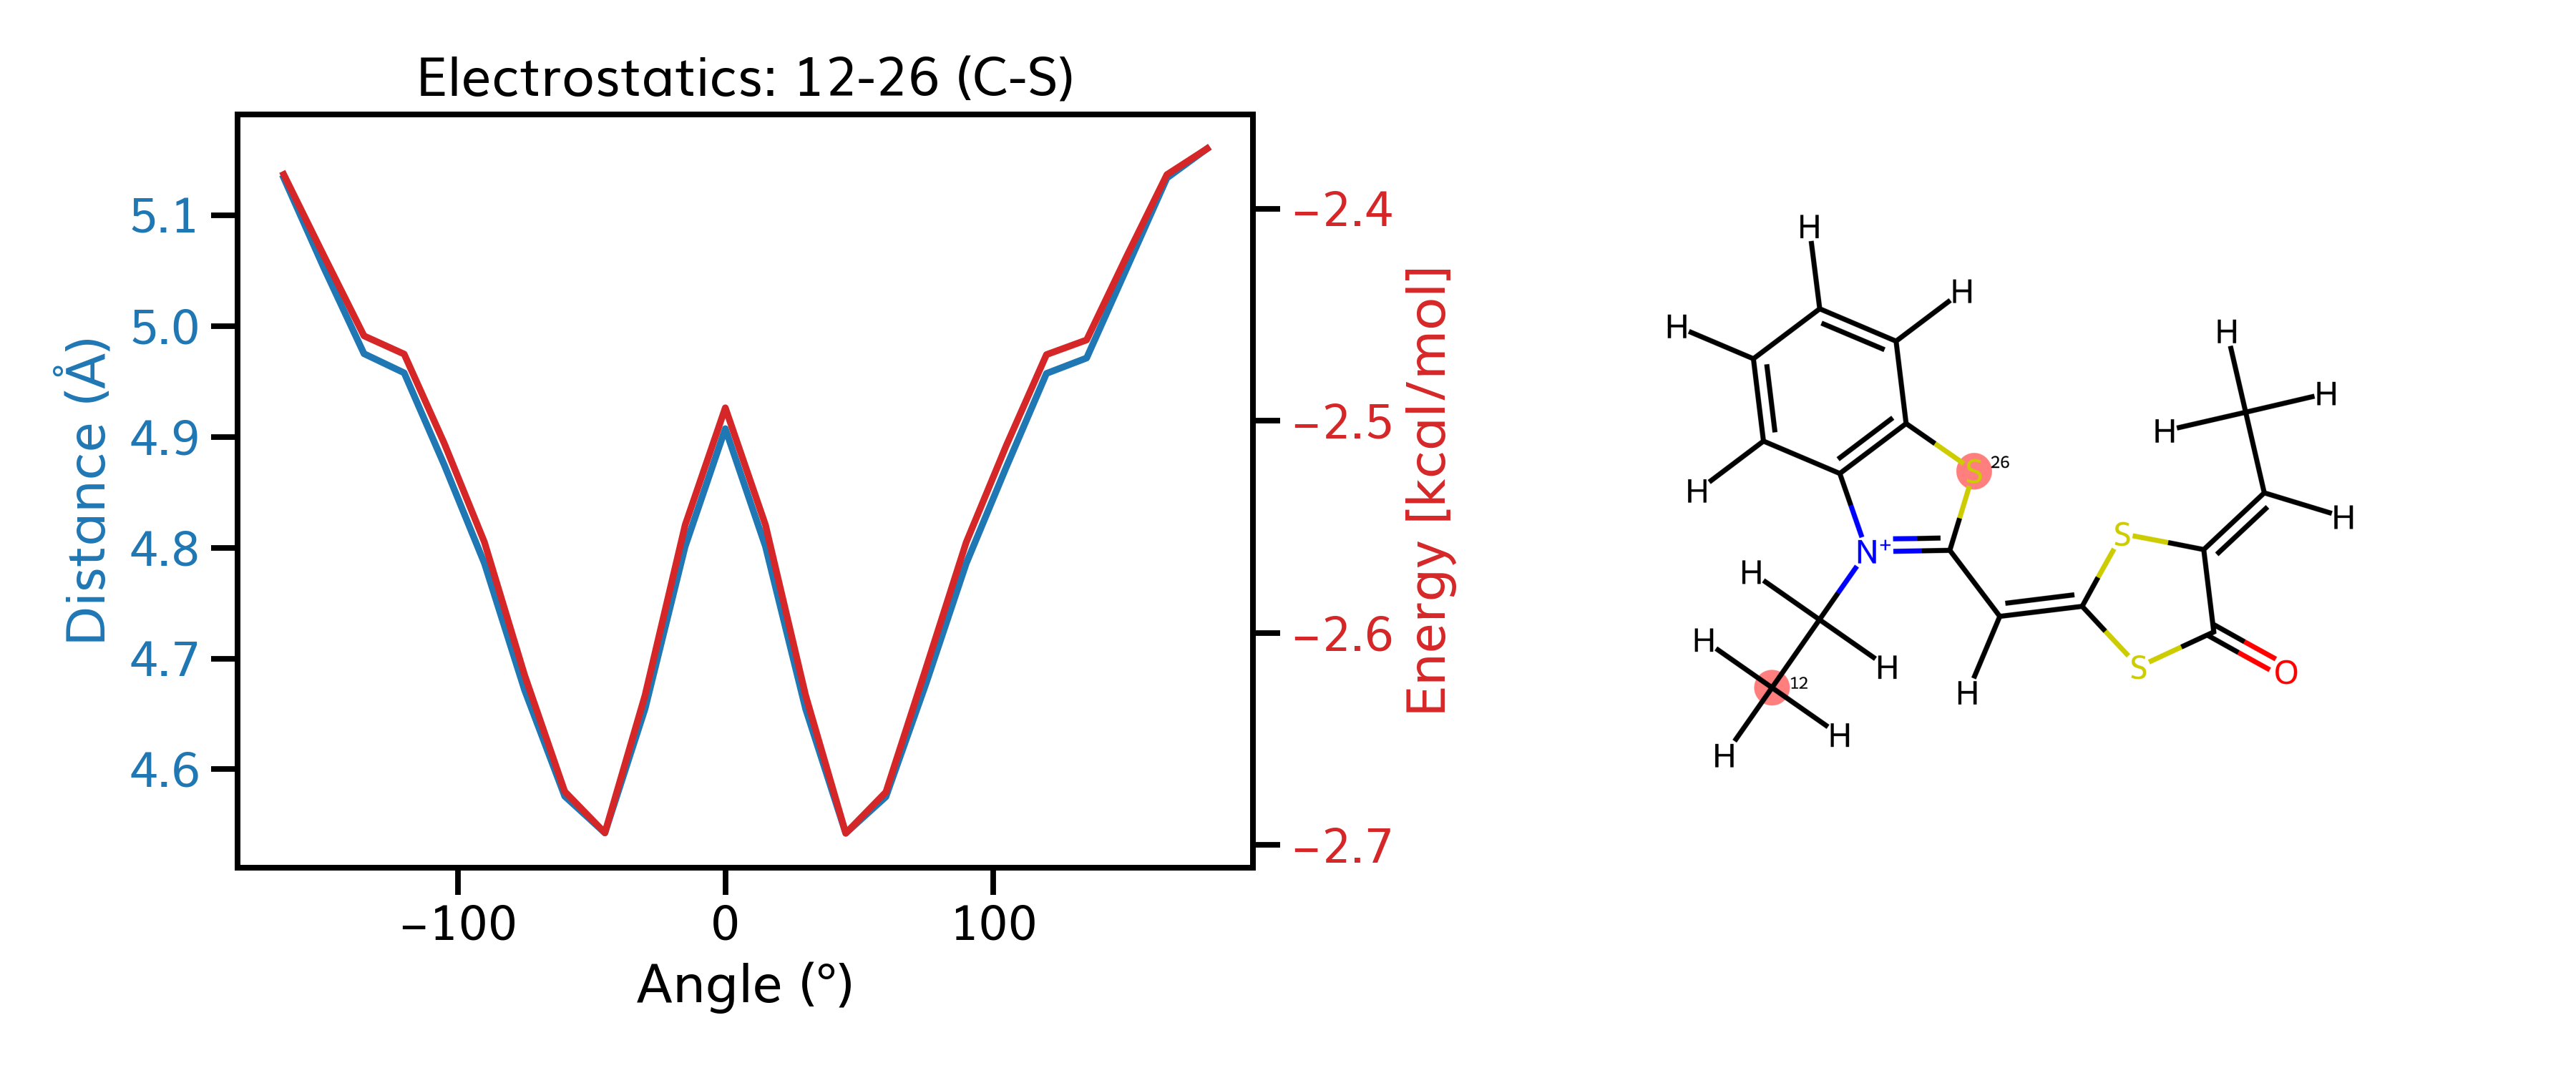 Electrostatics: 12-26 (C-S)
Distance (Å)
5.1
5.0
4.9
4.8
4.7
4.6
−100
0
100
Angle (°)
−2.4
−2.5
−2.6
−2.7
Energy [kcal/mol]
H
H
H
H
H
H
H
S 26
H
S
H
N+
H
H
S
O
H
H
12
H
H